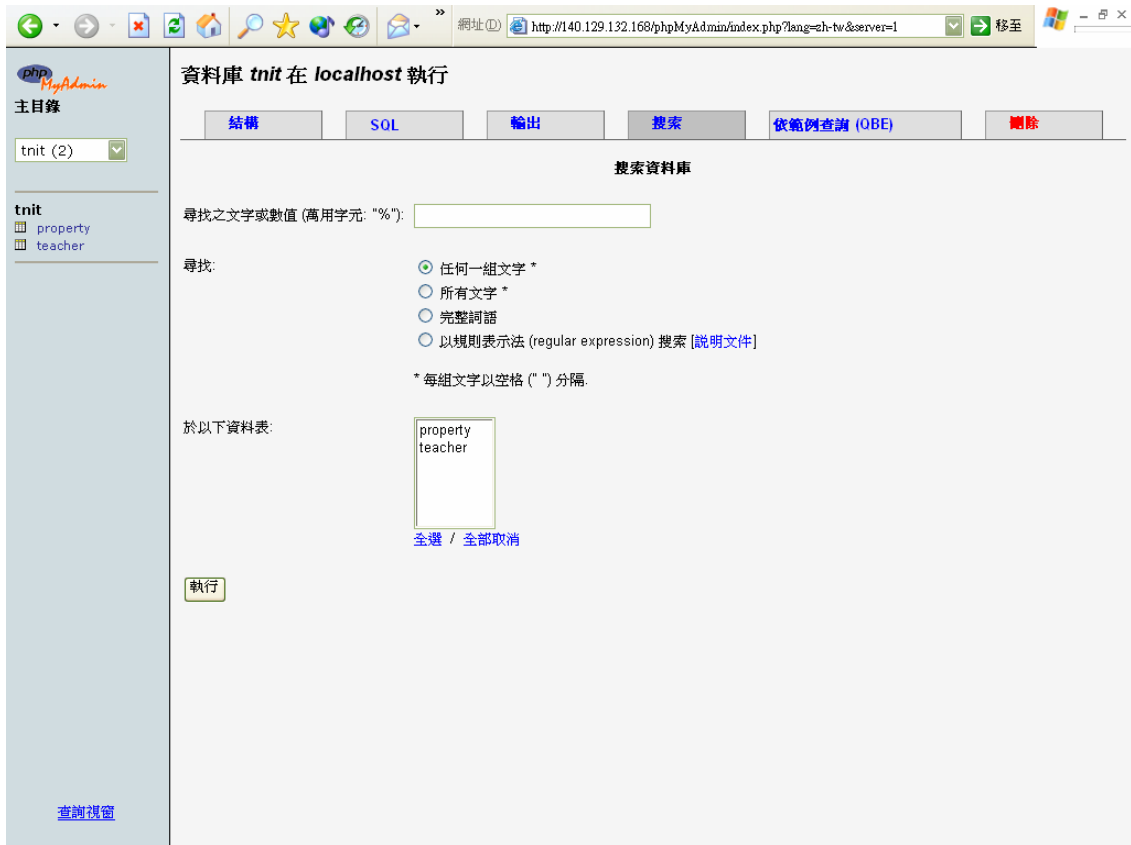 » 網址(D) http://140.129.132.168/phpMyAdmin/index.php?lang=zh-tw&server=1 移至
php
MyAdmin
主目錄
tnit (2)
tnit
property
teacher
查詢視窗
資料庫 tnit 在 localhost 執行
結構 SQL 輸出 搜索 依範例查詢 (QBE) 刪除
搜索資料庫
尋找之文字或數值 (萬用字元: "%"):
尋找:
任何一組文字 *
所有文字 *
完整詞語
以規則表示法 (regular expression) 搜索 [說明文件]
* 每組文字以空格 (" ") 分隔.
於以下資料表:
property
teacher
全選 / 全部取消
執行